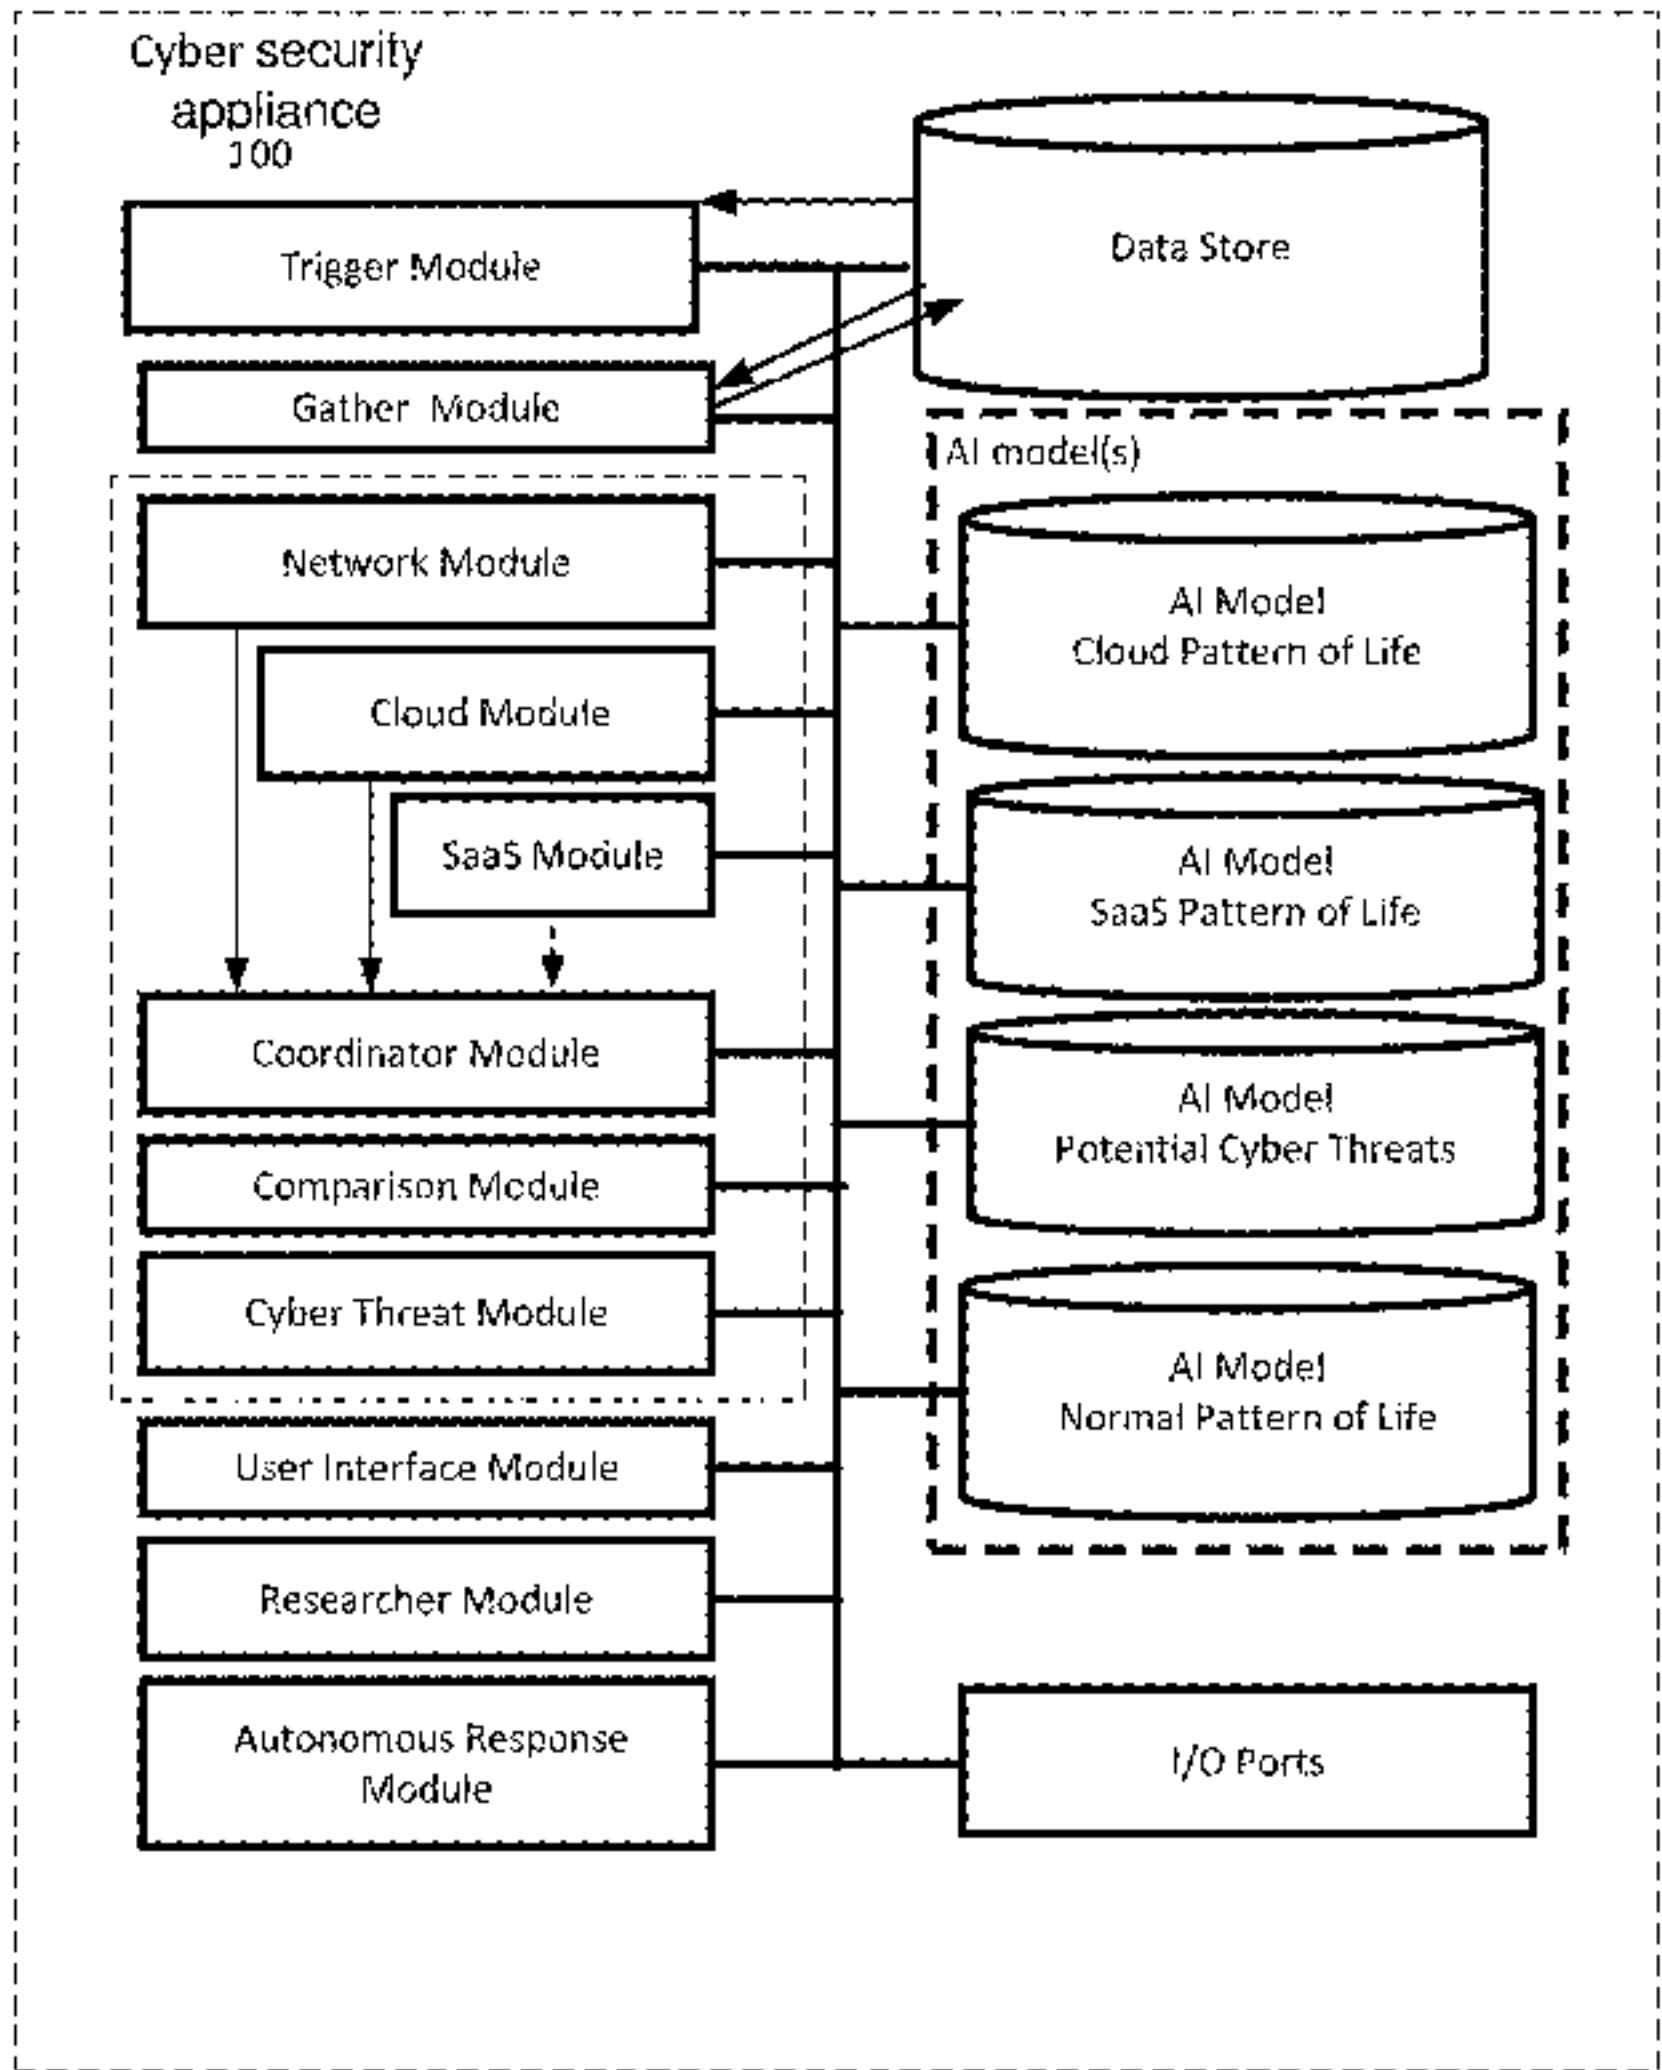 Cyber security
appliance
100
Trigger Module
Data Store
Gather Module
AI model(s)
Network Module
AI Model
Cloud Pattern of Life
Cloud Module
SaaS Module
AI Model
SaaS Pattern of Life
Coordinator Module
AI Model
Potential Cyber Threats
Comparison Module
Cyber Threat Module
AI Model
Normal Pattern of Life
User Interface Module
Researcher Module
Autonomous Response
Module
I/O Ports